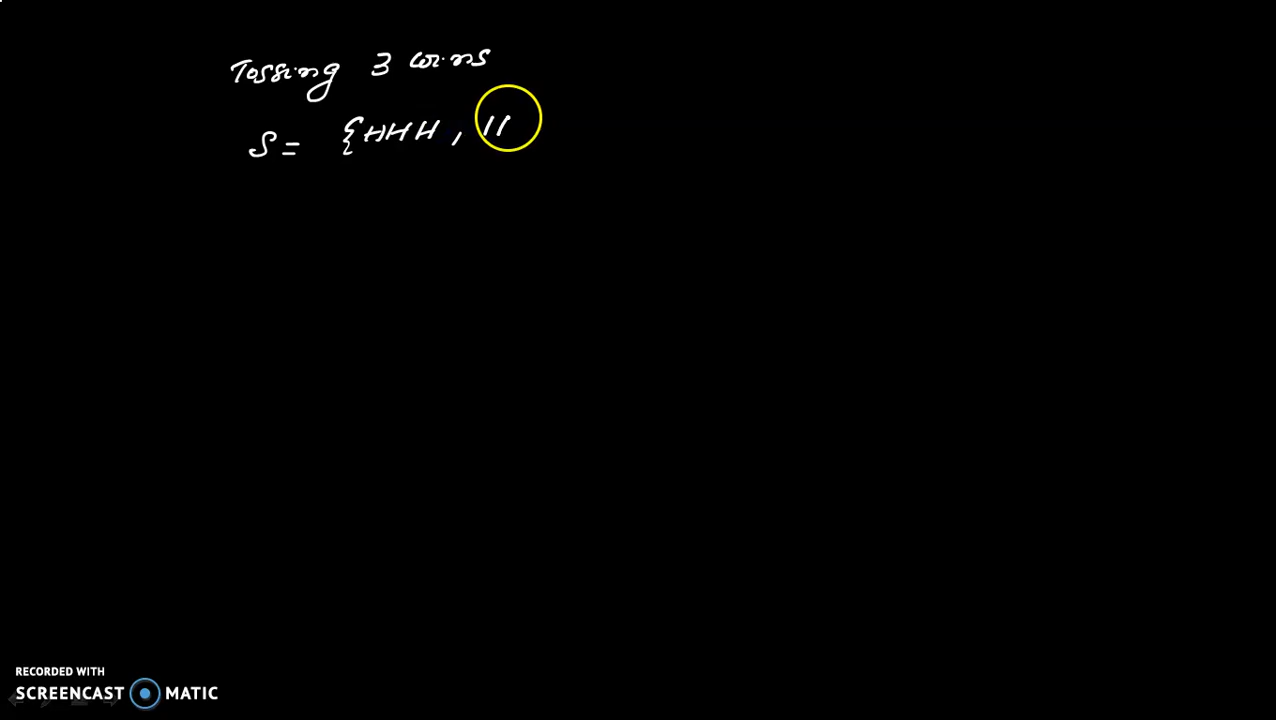 Tossing 3 coins
S = {HHH ,
RECORDED WITH
SCREENCAST MATIC